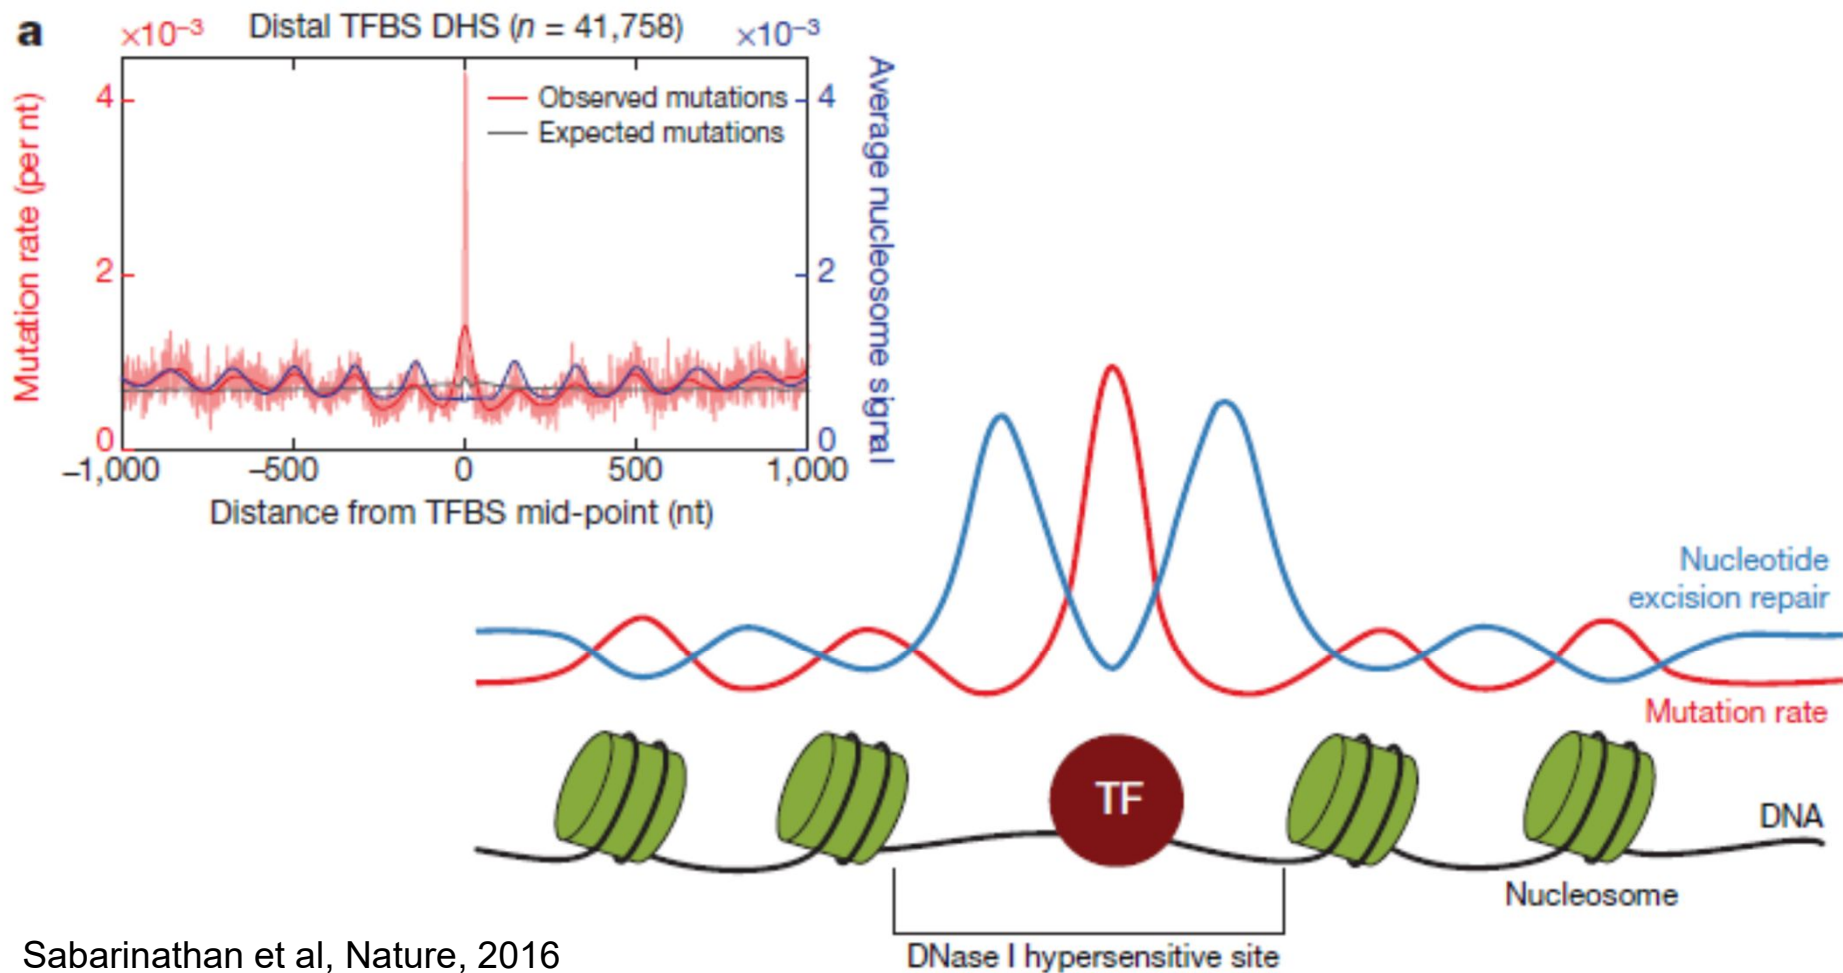 a
×10⁻³ Distal TFBS DHS (n = 41,758) ×10⁻³
Mutation rate (per nt)
4
2
0
Observed mutations
Expected mutations
4
2
0
Average nucleosome signal
–1,000 –500 0 500 1,000
Distance from TFBS mid-point (nt)
Nucleotide
excision repair
Mutation rate
TF
DNA
Nucleosome
DNase I hypersensitive site
Sabarinathan et al, Nature, 2016